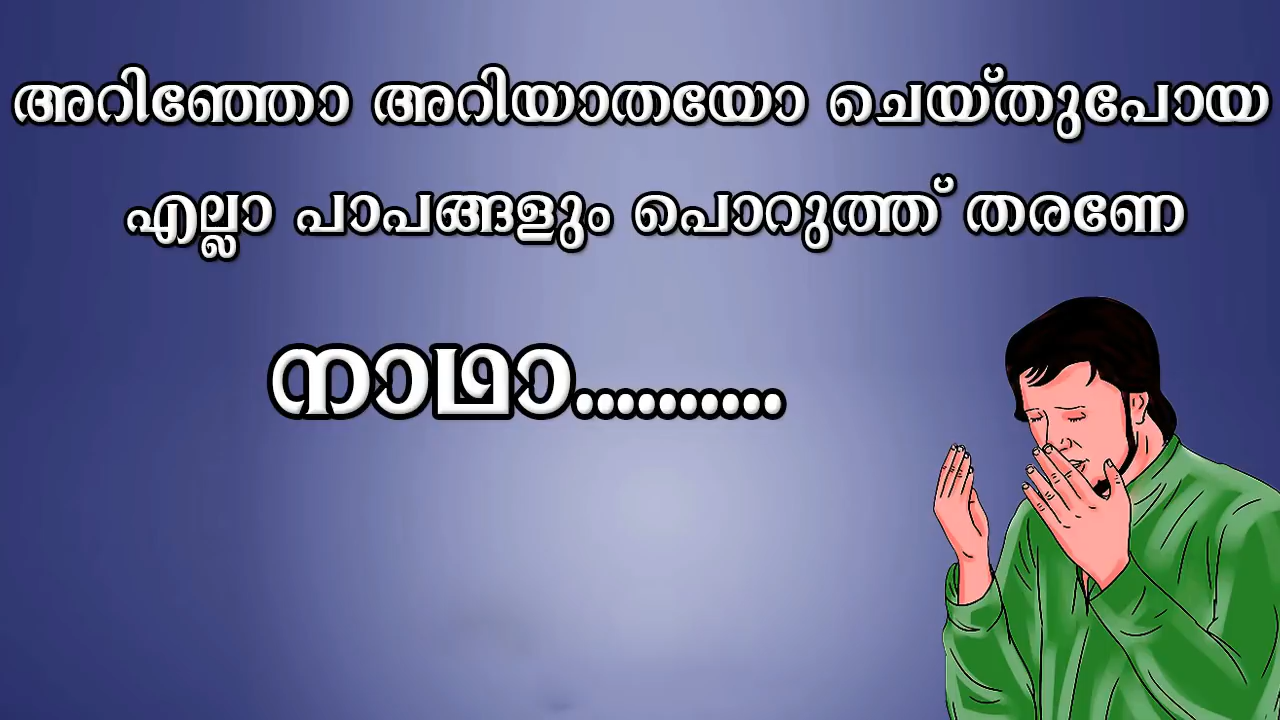 അറിഞ്ഞോ അറിയാതയോ ചെയ്തുപോയ
എല്ലാ പാപങ്ങളും പൊറുത്ത് തരണേ
നാഥാ..........